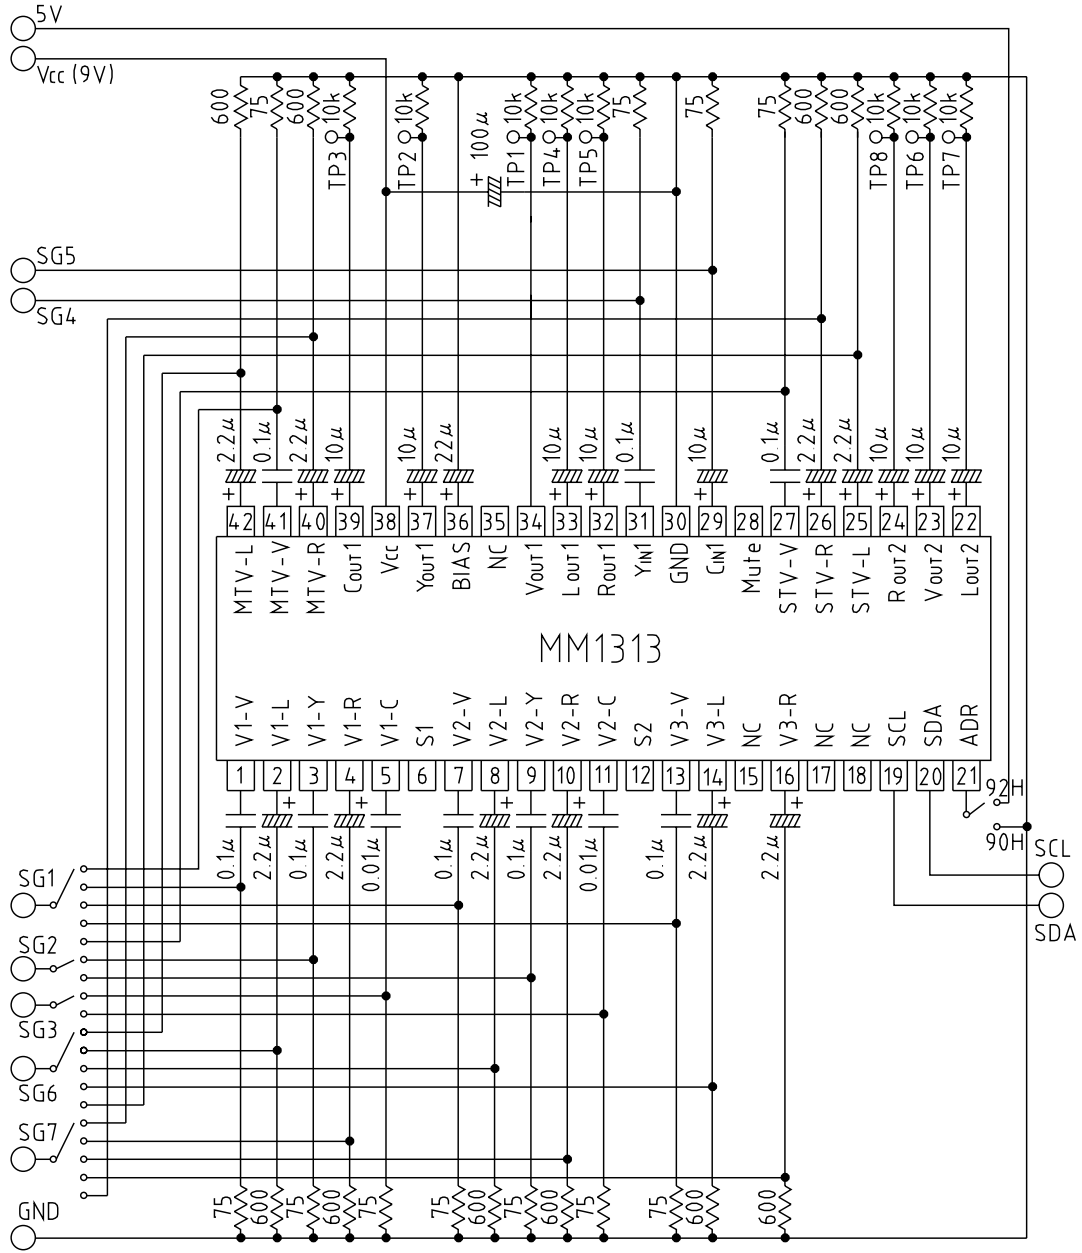 5V
Vcc (9V)
600 75 600 10k 10k 10k 10k 10k 75 75 75 600 600 10k 10k 10k
+ 100μ
TP3 TP2 TP1 TP4 TP5 TP8 TP6 TP7
SG5
SG4
2.2μ 0.1μ 2.2μ 10μ 10μ 22μ 10μ 10μ 0.1μ 10μ 0.1μ 2.2μ 2.2μ 10μ 10μ 10μ
+ + + + + + + + + + + + +
42 41 40 39 38 37 36 35 34 33 32 31 30 29 28 27 26 25 24 23 22
MTV-L MTV-V MTV-R COUT1 VCC YOUT1 BIAS NC VOUT1 LOUT1 ROUT1 YIN1 GND CIN1 Mute STV-V STV-R STV-L ROUT2 VOUT2 LOUT2
MM1313
V1-V V1-L V1-Y V1-R V1-C S1 V2-V V2-L V2-Y V2-R V2-C S2 V3-V V3-L NC V3-R NC NC SCL SDA ADR
1 2 3 4 5 6 7 8 9 10 11 12 13 14 15 16 17 18 19 20 21
+ + + + + +
0.1μ 2.2μ 0.1μ 2.2μ 0.01μ 0.1μ 2.2μ 0.1μ 2.2μ 0.01μ 0.1μ 2.2μ 2.2μ
92H
90H
SCL
SDA
SG1
SG2
SG3
SG6
SG7
GND
75 600 75 600 75 75 600 75 600 75 75 600 600